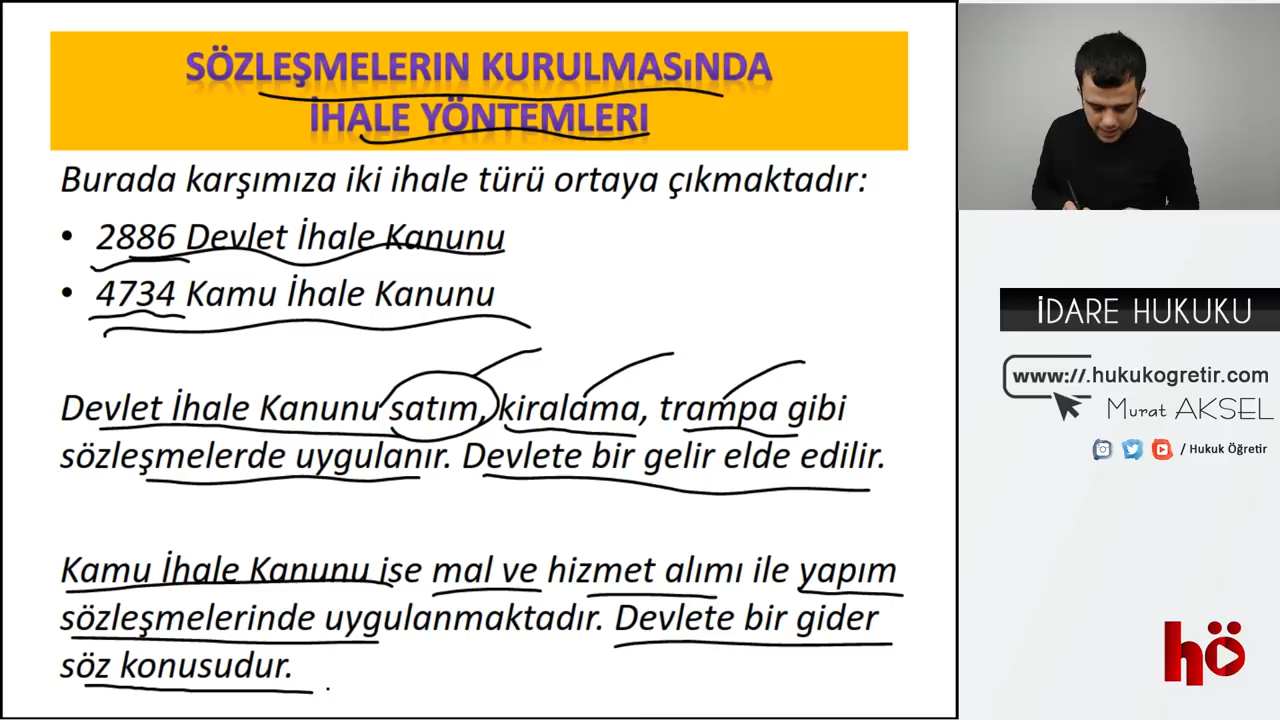 SÖZLEŞMELERIN KURULMASıNDA
İHALE YÖNTEMLERI
Burada karşımıza iki ihale türü ortaya çıkmaktadır:
• 2886 Devlet İhale Kanunu
• 4734 Kamu İhale Kanunu
Devlet İhale Kanunu satım, kiralama, trampa gibi
sözleşmelerde uygulanır. Devlete bir gelir elde edilir.
Kamu İhale Kanunu ise mal ve hizmet alımı ile yapım
sözleşmelerinde uygulanmaktadır. Devlete bir gider
söz konusudur.
İDARE HUKUKU
www://.hukukogretir.com
Murat AKSEL
/ Hukuk Öğretir
hö